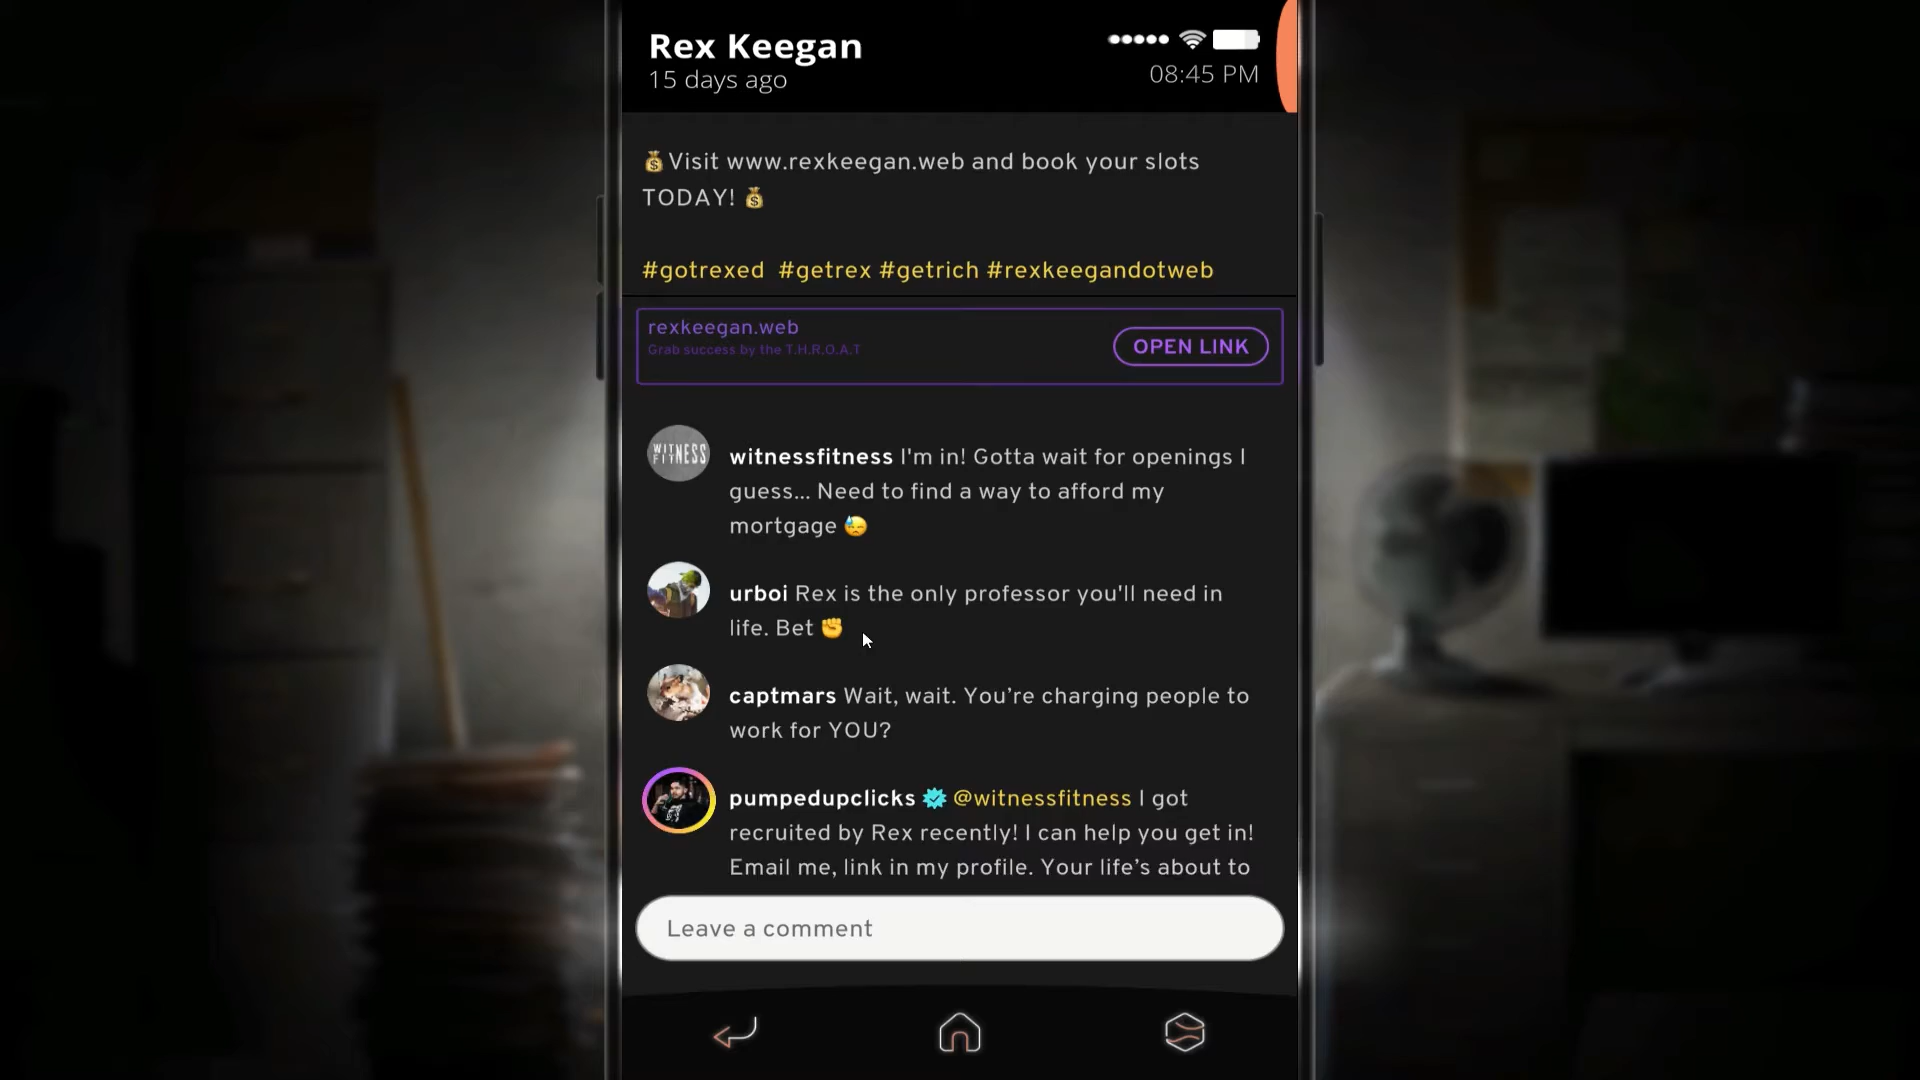 Rex Keegan
15 days ago
08:45 PM
💰Visit www.rexkeegan.web and book your slots
TODAY! 💰
#gotrexed #getrex #getrich #rexkeegandotweb
rexkeegan.web
Grab success by the T.H.R.O.A.T
OPEN LINK
WITNESS
FITNESS
witnessfitness I'm in! Gotta wait for openings I
guess... Need to find a way to afford my
mortgage 😓
urboi Rex is the only professor you'll need in
life. Bet ✊
captmars Wait, wait. You’re charging people to
work for YOU?
pumpedupclicks @witnessfitness I got
recruited by Rex recently! I can help you get in!
Email me, link in my profile. Your life’s about to
Leave a comment